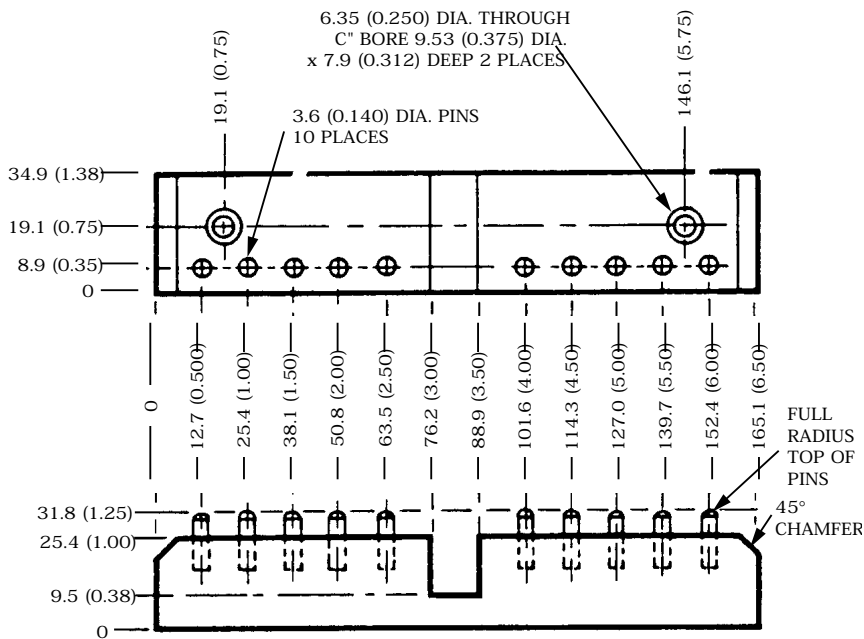 6.35 (0.250) DIA. THROUGH
C" BORE 9.53 (0.375) DIA.
x 7.9 (0.312) DEEP 2 PLACES
19.1 (0.75)
146.1 (5.75)
3.6 (0.140) DIA. PINS
10 PLACES
34.9 (1.38)
19.1 (0.75)
8.9 (0.35)
0
0
12.7 (0.500)
25.4 (1.00)
38.1 (1.50)
50.8 (2.00)
63.5 (2.50)
76.2 (3.00)
88.9 (3.50)
101.6 (4.00)
114.3 (4.50)
127.0 (5.00)
139.7 (5.50)
152.4 (6.00)
165.1 (6.50)
FULL
RADIUS
TOP OF
PINS
31.8 (1.25)
45°
CHAMFER
25.4 (1.00)
9.5 (0.38)
0